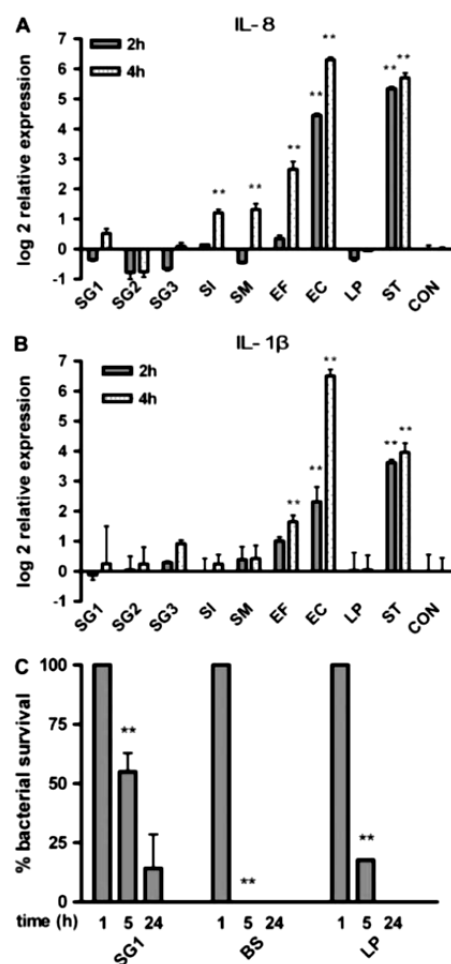 A
IL-8
2h
4h
log 2 relative expression
7
6
5
4
3
2
1
0
-1
** ** ** ** ** ** ** **
SG1 SG2 SG3 SI SM EF EC LP ST CON
B
IL-1β
2h
4h
log 2 relative expression
7
6
5
4
3
2
1
0
-1
** ** ** ** **
SG1 SG2 SG3 SI SM EF EC LP ST CON
C
% bacterial survival
100
75
50
25
0
** ** **
time (h) 1 5 24 1 5 24 1 5 24
SG1 BS LP